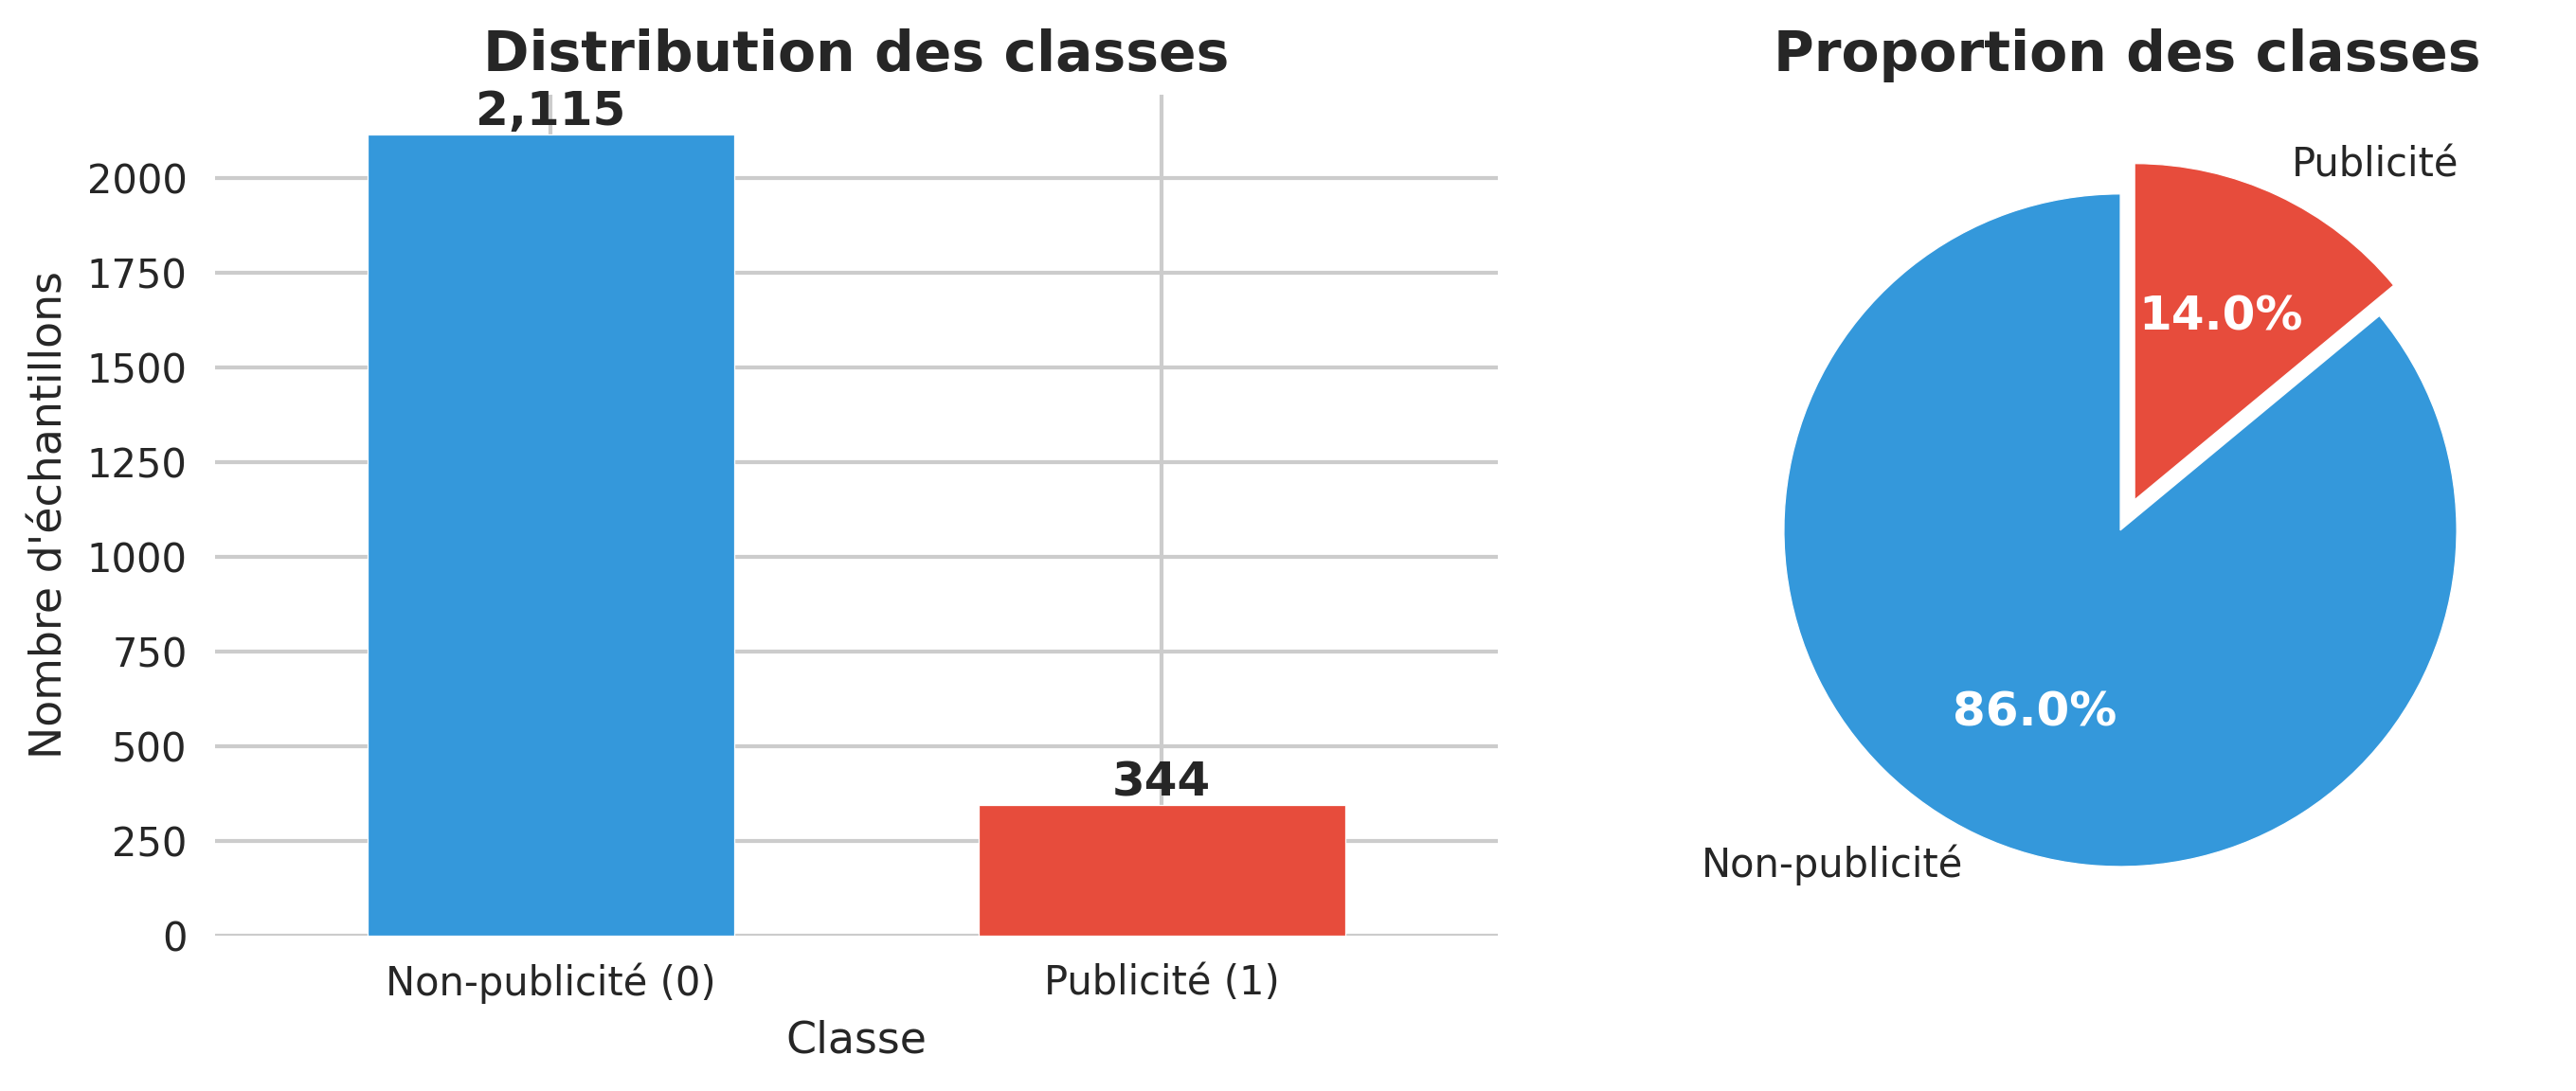 Distribution des classes
2,115
2000
1750
1500
1250
1000
750
500
250
0
344
Nombre d'échantillons
Non-publicité (0)
Publicité (1)
Classe
Proportion des classes
Publicité
14.0%
86.0%
Non-publicité